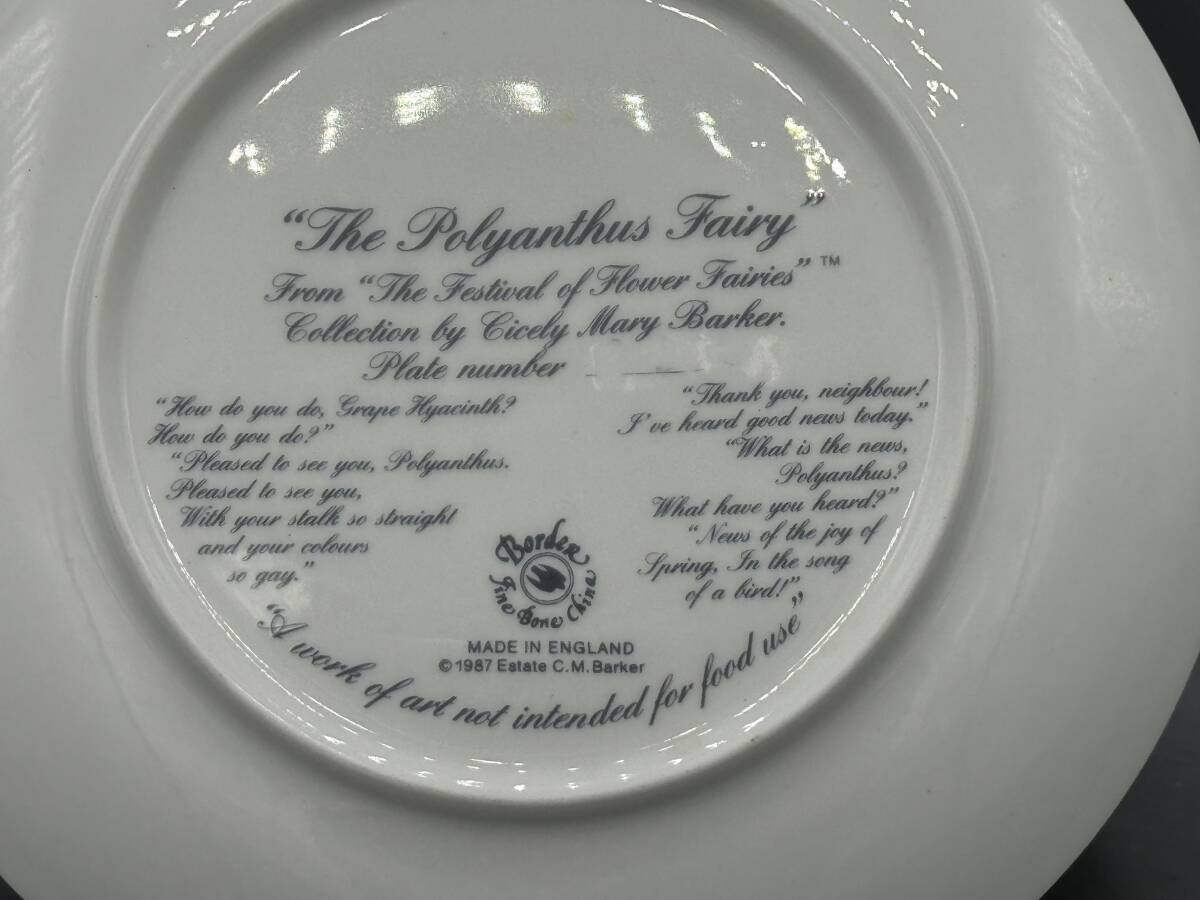 “The Polyanthus Fairy”
From “The Festival of Flower Fairies” ™
Collection by Cicely Mary Barker.
Plate number
“How do you do, Grape Hyacinth?
How do you do?”
“Pleased to see you, Polyanthus.
Pleased to see you,
With your stalk so straight
and your colours
so gay.”
“Thank you, neighbour!
I’ve heard good news today.”
“What is the news,
Polyanthus?
What have you heard?”
“News of the joy of
Spring, In the song
of a bird!”
Borden
Fine Bone China
MADE IN ENGLAND
©1987 Estate C.M.Barker
“A work of art not intended for food use”